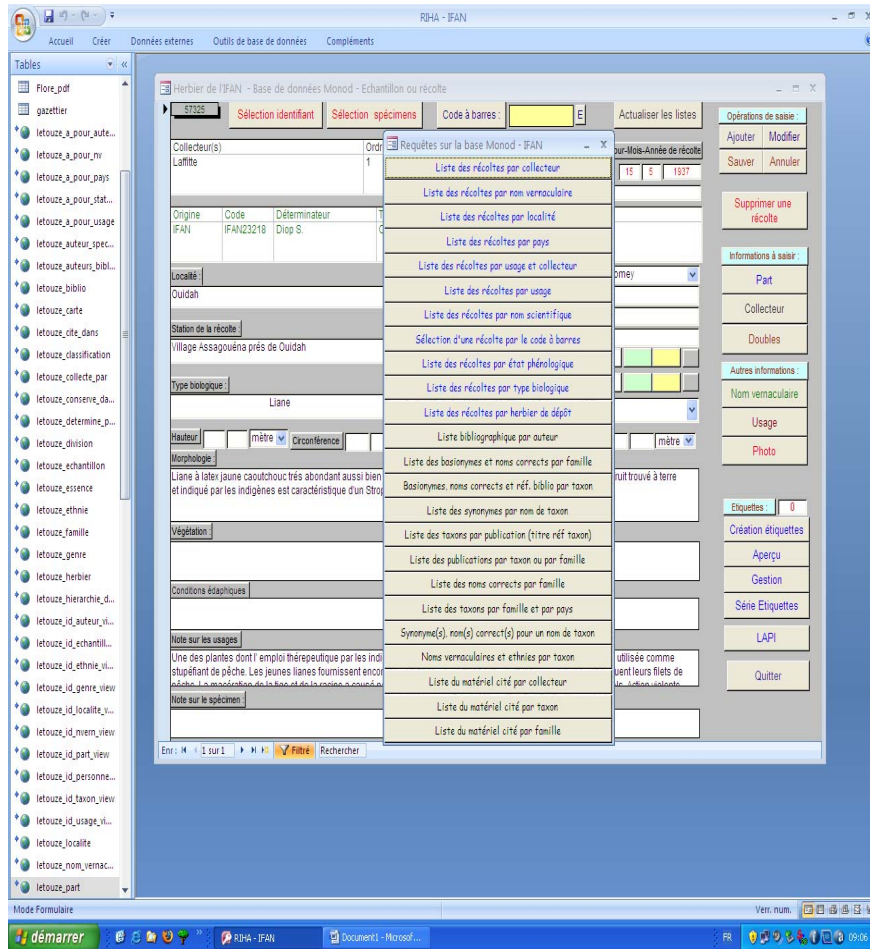 RIHA - IFAN
Accueil Créer Données externes Outils de base de données Compléments
Tables
Flore_pdf
gazettier
letouze_a_pour_aute...
letouze_a_pour_nv
letouze_a_pour_pays
letouze_a_pour_stat...
letouze_a_pour_usage
letouze_auteur_spec...
letouze_auteurs_bibl...
letouze_biblio
letouze_carte
letouze_cite_dans
letouze_classification
letouze_collecte_par
letouze_conserve_da...
letouze_determine_p...
letouze_division
letouze_echantillon
letouze_essence
letouze_ethnie
letouze_famille
letouze_genre
letouze_herbier
letouze_hierarchie_d...
letouze_id_auteur_vi...
letouze_id_echantill...
letouze_id_ethnie_vi...
letouze_id_genre_view
letouze_id_localite_v...
letouze_id_nvern_view
letouze_id_part_view
letouze_id_personne...
letouze_id_taxon_view
letouze_id_usage_vi...
letouze_localite
letouze_nom_vernac...
letouze_part
Herbier de l'IFAN - Base de données Monod - Echantillon ou récolte
57325 Sélection identifiant Sélection spécimens Code à barres : E Actualiser les listes
Collecteur(s) Ordr
Laffitte 1
our-Mois-Année de récolte
15 5 1937
Origine Code Déterminateur
IFAN IFAN23218 Diop S.
Localité :
omey
Ouidah
Station de la récolte :
Village Assagouéna prés de Ouidah
Type biologique :
Liane
Hauteur mètre Circonférence mètre
Morphologie :
Liane à latex jaune caoutchouc trés abondant aussi bien ruit trouvé à terre
et indiqué par les indigènes est caractéristique d'un Strop
Végétation :
Conditions édaphiques
Note sur les usages
Une des plantes dont l' emploi thérepeutique par les indi utilisée comme
stupéfiant de pêche. Les jeunes lianes fournissent encor uent leurs filets de
pêche. La macération de la tige et de la racine a causé
Note sur le spécimen :
Enr : 1 sur 1 Filtré Rechercher
Requêtes sur la base Monod - IFAN
Liste des récoltes par collecteur
Liste des récoltes par nom vernaculaire
Liste des récoltes par localité
Liste des récoltes par pays
Liste des récoltes par usage et collecteur
Liste des récoltes par usage
Liste des récoltes par nom scientifique
Sélection d'une récolte par le code à barres
Liste des récoltes par état phénologique
Liste des récoltes par type biologique
Liste des récoltes par herbier de dépôt
Liste bibliographique par auteur
Liste des basionymes et noms corrects par famille
Basionymes, noms corrects et réf. biblio par taxon
Liste des synonymes par nom de taxon
Liste des taxons par publication (titre réf taxon)
Liste des publications par taxon ou par famille
Liste des noms corrects par famille
Liste des taxons par famille et par pays
Synonyme(s), nom(s) correct(s) pour un nom de taxon
Noms vernaculaires et ethnies par taxon
Liste du matériel cité par collecteur
Liste du matériel cité par taxon
Liste du matériel cité par famille
Opérations de saisie :
Ajouter Modifier
Sauver Annuler
Supprimer une
récolte
Informations à saisir :
Part
Collecteur
Doubles
Autres informations :
Nom vernaculaire
Usage
Photo
Etiquettes : 0
Création étiquettes
Aperçu
Gestion
Série Etiquettes
LAPI
Quitter
Mode Formulaire Verr. num.
démarrer RIHA - IFAN Document1 - Microsof... FR 09:06